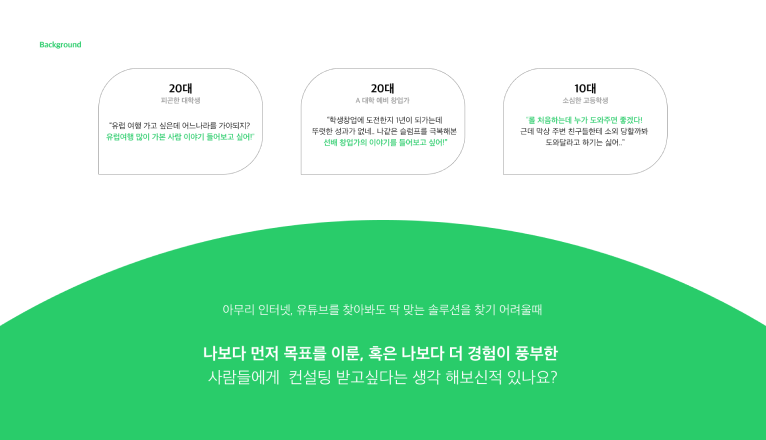 Background
20대
피곤한 대학생
"유럽 여행 가고 싶은데 어느나라를 가야되지?
유럽여행 많이 가본 사람 이야기 들어보고 싶어!"
20대
A 대학 예비 창업가
"학생창업에 도전한지 1년이 되가는데
뚜렷한 성과가 없네.. 나같은 슬럼프를 극복해본
선배 창업가의 이야기를 들어보고 싶어!"
10대
소심한 고등학생
"롤 처음하는데 누가 도와주면 좋겠다!
근데 막상 주변 친구들한테 소외 당할까봐
도와달라고 하기는 싫어.."
아무리 인터넷, 유튜브를 찾아봐도 딱 맞는 솔루션을 찾기 어려울때
나보다 먼저 목표를 이룬, 혹은 나보다 더 경험이 풍부한
사람들에게 컨설팅 받고싶다는 생각 해보신적 있나요?